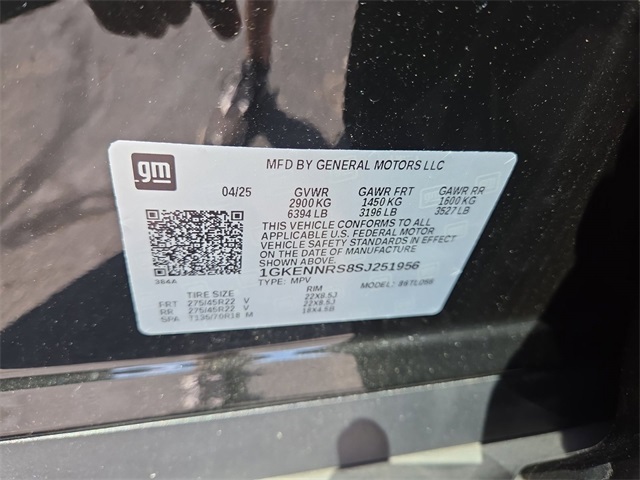 gm
MFD BY GENERAL MOTORS LLC
04/25 GVWR GAWR FRT GAWR RR
2900 KG 1450 KG 1600 KG
6394 LB 3196 LB 3527 LB
THIS VEHICLE CONFORMS TO ALL
APPLICABLE U.S. FEDERAL MOTOR
VEHICLE SAFETY STANDARDS IN EFFECT
ON THE DATE OF MANUFACTURE
SHOWN ABOVE.
1GKENNRS8SJ251956
TYPE: MPV MODEL:
TIRE SIZE RIM
FRT 275/45R22 V 22X8.5J
RR 275/45R22 V 22X8.5J
SPA T135/70R18 M 18X4.5B